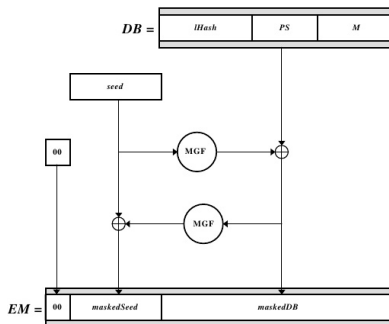 DB = lHash PS M
seed
00 MGF
MGF
EM = 00 maskedSeed maskedDB